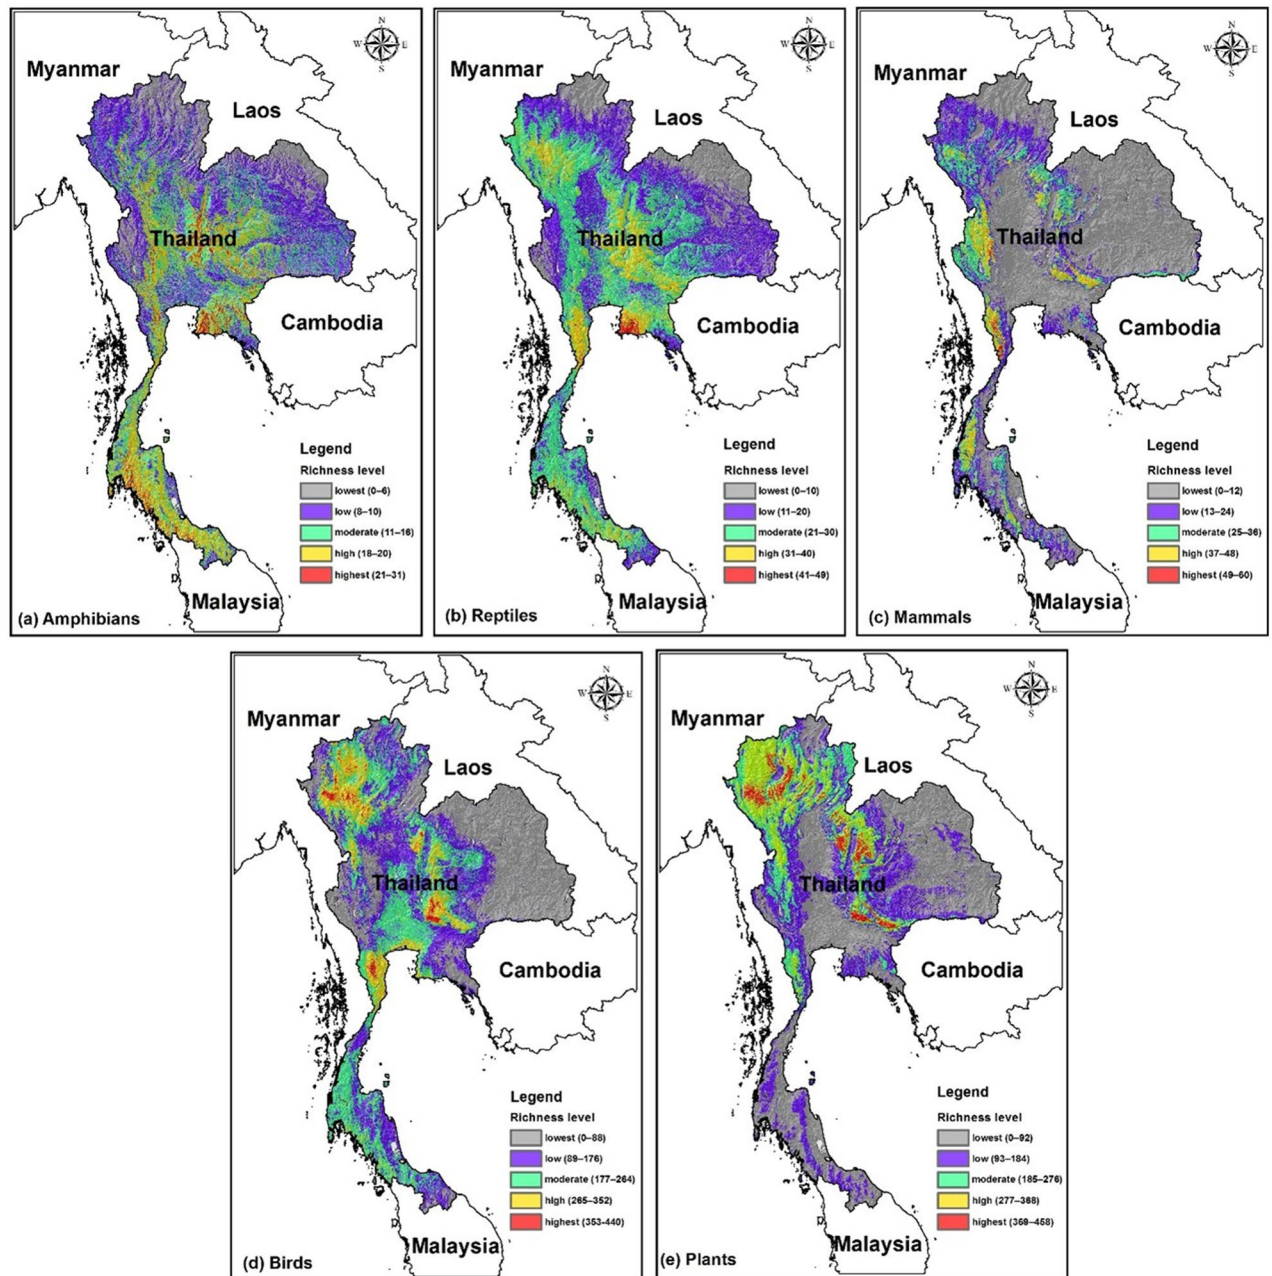 N
W E
S
Myanmar
Laos
Thailand
Cambodia
Legend
Richness level
lowest (0–6)
low (8–10)
moderate (11–16)
high (18–20)
highest (21–31)
Malaysia
(a) Amphibians
N
W E
S
Myanmar
Laos
Thailand
Cambodia
Legend
Richness level
lowest (0–10)
low (11–20)
moderate (21–30)
high (31–40)
highest (41–49)
Malaysia
(b) Reptiles
N
W E
S
Myanmar
Laos
Thailand
Cambodia
Legend
Richness level
lowest (0–12)
low (13–24)
moderate (25–36)
high (37–48)
highest (49–60)
Malaysia
(c) Mammals
N
W E
S
Myanmar
Laos
Thailand
Cambodia
Legend
Richness level
lowest (0–88)
low (89–176)
moderate (177–264)
high (265–352)
highest (353-440)
Malaysia
(d) Birds
N
W E
S
Myanmar
Laos
Thailand
Cambodia
Legend
Richness level
lowest (0–92)
low (93–184)
moderate (185–276)
high (277–368)
highest (369–458)
Malaysia
(e) Plants